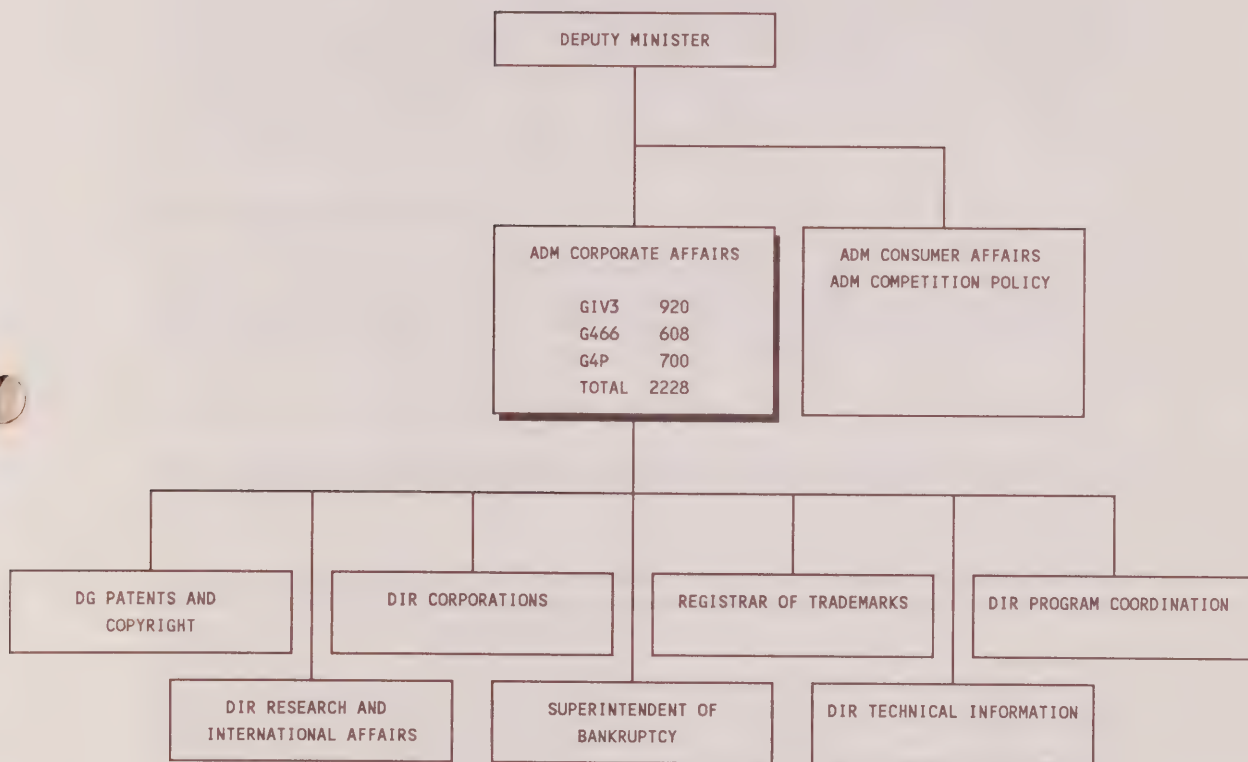 DEPUTY MINISTER
ADM CORPORATE AFFAIRS
GIV3 920
G466 608
G4P 700
TOTAL 2228
ADM CONSUMER AFFAIRS
ADM COMPETITION POLICY
DG PATENTS AND
COPYRIGHT
DIR CORPORATIONS
REGISTRAR OF TRADEMARKS
DIR PROGRAM COORDINATION
DIR RESEARCH AND
INTERNATIONAL AFFAIRS
SUPERINTENDENT OF
BANKRUPTCY
DIR TECHNICAL INFORMATION